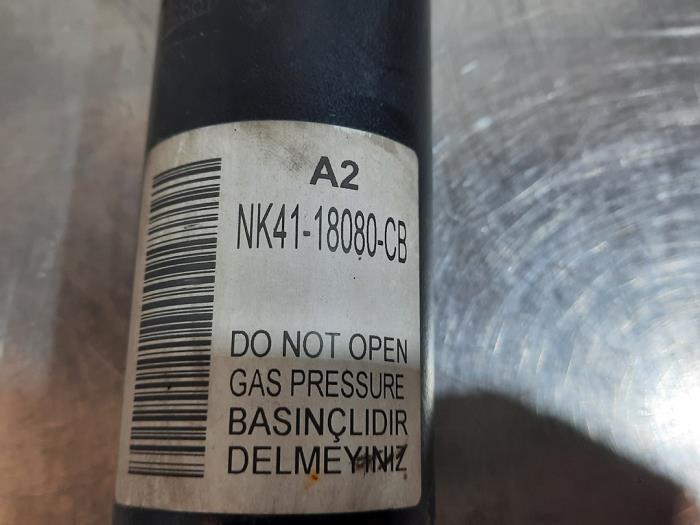 A2
NK41-18080-CB
DO NOT OPEN
GAS PRESSURE
BASINÇLIDIR
DELMEYINIZ